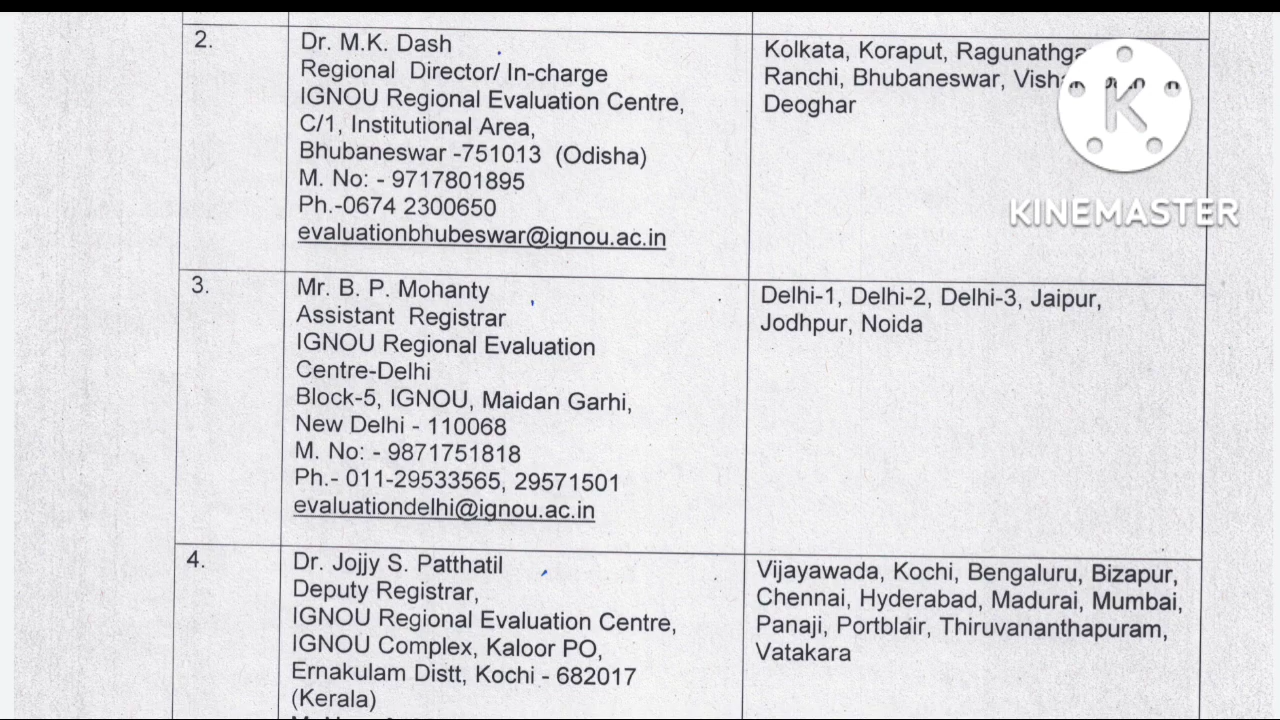 2.
Dr. M.K. Dash
Regional Director/ In-charge
IGNOU Regional Evaluation Centre,
C/1, Institutional Area,
Bhubaneswar -751013 (Odisha)
M. No: - 9717801895
Ph.-0674 2300650
evaluationbhubeswar@ignou.ac.in
Kolkata, Koraput,
Ranchi, Bhubaneswar,
Deoghar
K
KINEMASTER
3.
Mr. B. P. Mohanty
Assistant Registrar
IGNOU Regional Evaluation
Centre-Delhi
Block-5, IGNOU, Maidan Garhi,
New Delhi - 110068
M. No: - 9871751818
Ph.- 011-29533565, 29571501
evaluationdelhi@ignou.ac.in
Delhi-1, Delhi-2, Delhi-3, Jaipur,
Jodhpur, Noida
4.
Dr. Jojjy S. Patthatil
Deputy Registrar,
IGNOU Regional Evaluation Centre,
IGNOU Complex, Kaloor PO,
Ernakulam Distt, Kochi - 682017
(Kerala)
Vijayawada, Kochi, Bengaluru, Bizapur,
Chennai, Hyderabad, Madurai, Mumbai,
Panaji, Portblair, Thiruvananthapuram,
Vatakara